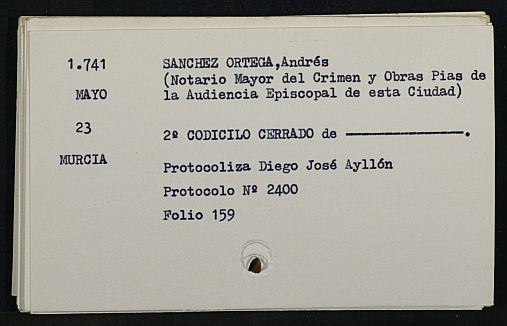 1.741 SANCHEZ ORTEGA,Andrés
(Notario Mayor del Crimen y Obras Pias de
MAYO la Audiencia Episcopal de esta Ciudad)
23 2º CODICILO CERRADO de ----------------.
MURCIA Protocoliza Diego José Ayllón
Protocolo Nº 2400
Folio 159